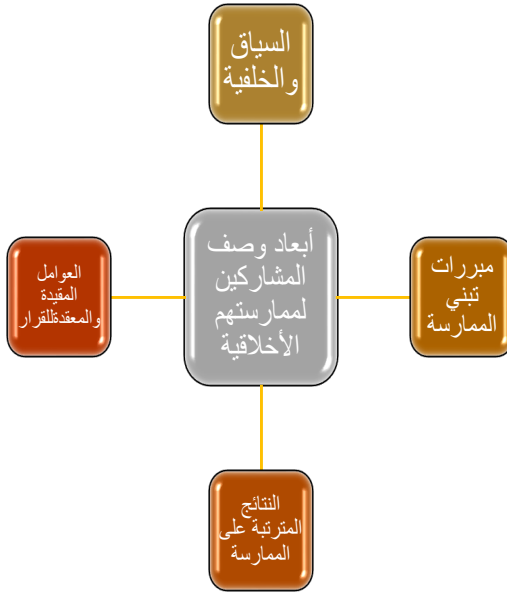 السياق
والخلفية
أبعاد وصف
المشاركين
لممارستهم
الأخلاقية
مبررات
تبني
الممارسة
العوامل
المقيدة
والمعقدةللقرار
النتائج
المترتبة على
الممارسة